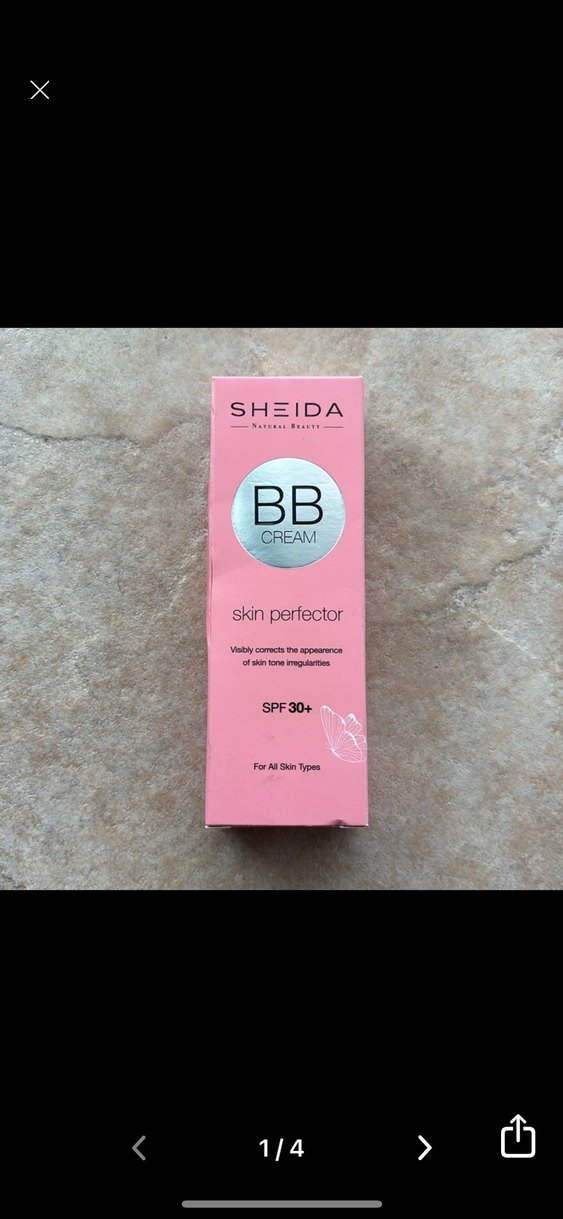 SHEIDA
Natural Beauty
BB
CREAM
skin perfector
Visibly corrects the appearence
of skin tone irregularities
SPF 30+
For All Skin Types
1 / 4